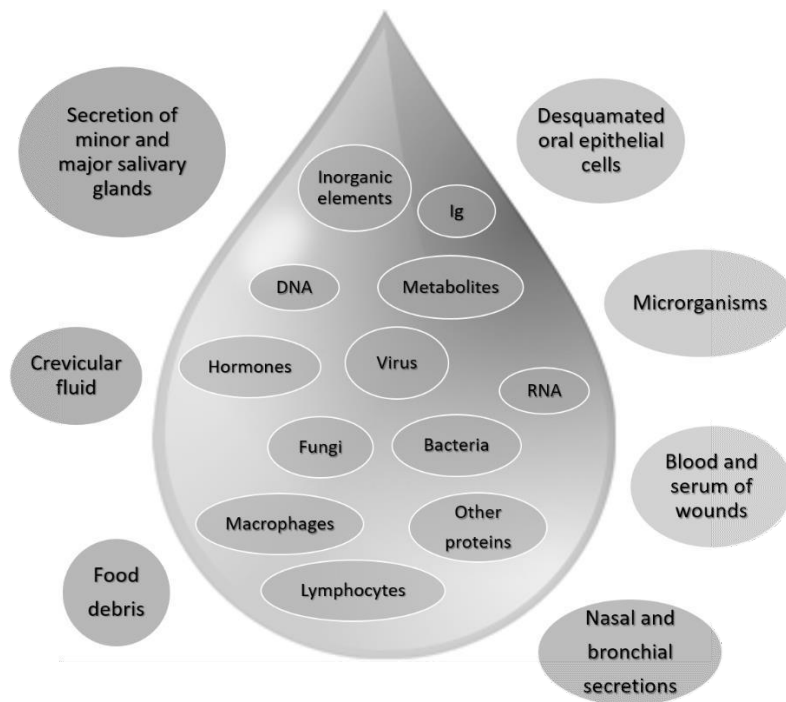 Secretion of
minor and
major salivary
glands
Desquamated
oral epithelial
cells
Inorganic
elements
Ig
DNA
Metabolites
Microrganisms
Crevicular
fluid
Hormones
Virus
RNA
Fungi
Bacteria
Blood and
serum of
wounds
Macrophages
Other
proteins
Food
debris
Lymphocytes
Nasal and
bronchial
secretions